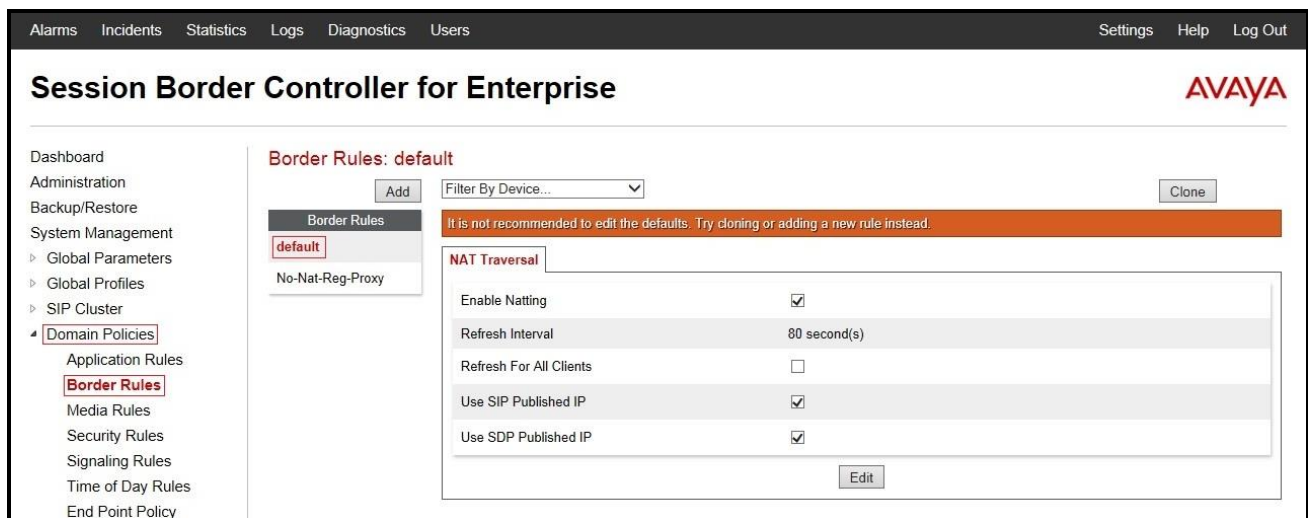 Alarms Incidents Statistics Logs Diagnostics Users Settings Help Log Out
Session Border Controller for Enterprise
AVAYA
Dashboard
Administration
Backup/Restore
System Management
Global Parameters
Global Profiles
SIP Cluster
Domain Policies
Application Rules
Border Rules
Media Rules
Security Rules
Signaling Rules
Time of Day Rules
End Point Policy
Border Rules: default
Add
Filter By Device...
Clone
Border Rules
default
No-Nat-Reg-Proxy
It is not recommended to edit the defaults. Try cloning or adding a new rule instead.
NAT Traversal
Enable Natting
Refresh Interval 80 second(s)
Refresh For All Clients
Use SIP Published IP
Use SDP Published IP
Edit